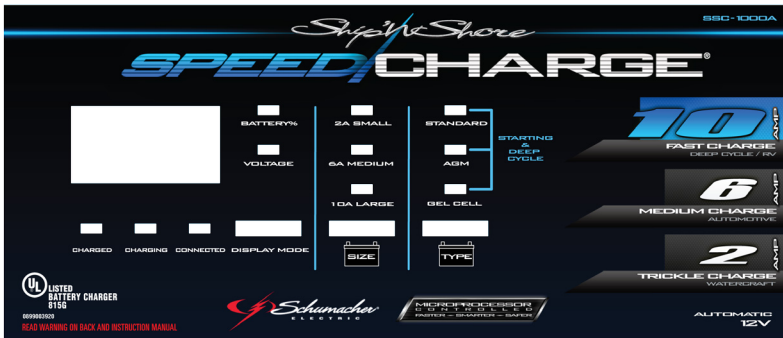 SSC-1000A
Ship'N Shore
SPEED/CHARGE®
BATTERY%
VOLTAGE
2A SMALL
6A MEDIUM
10A LARGE
STANDARD
AGM
GEL CELL
STARTING
&
DEEP
CYCLE
CHARGED
CHARGING
CONNECTED
DISPLAY MODE
SIZE
TYPE
10 AMP
FAST CHARGE
DEEP CYCLE / RV
6 AMP
MEDIUM CHARGE
AUTOMOTIVE
2 AMP
TRICKLE CHARGE
WATERCRAFT
UL LISTED
BATTERY CHARGER
815G
0899003920
READ WARNING ON BACK AND INSTRUCTION MANUAL
Schumacher®
ELECTRIC
MICROPROCESSOR
CONTROLLED
FASTER – SMARTER – SAFER
AUTOMATIC
12V